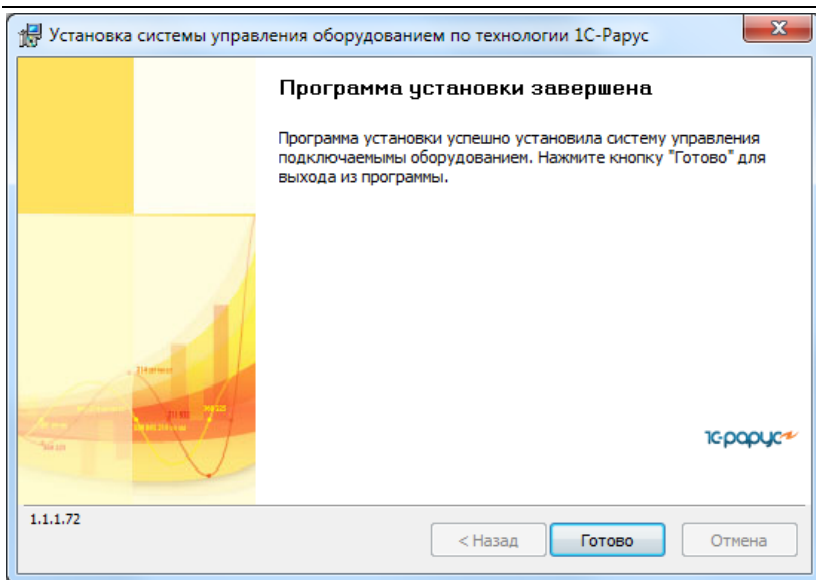 Установка системы управления оборудованием по технологии 1С-Рарус
Программа установки завершена
Программа установки успешно установила систему управления
подключаемымы оборудованием. Нажмите кнопку "Готово" для
выхода из программы.
1С·рарус
1.1.1.72
< Назад
Готово
Отмена